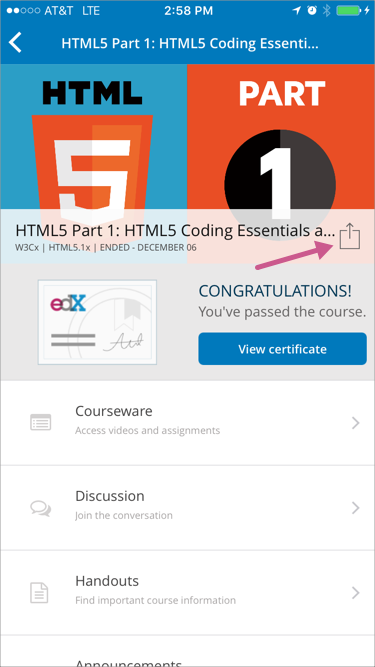 AT&T LTE 2:58 PM
HTML5 Part 1: HTML5 Coding Essenti...
HTML PART
5 1
HTML5 Part 1: HTML5 Coding Essentials a...
W3Cx | HTML5.1x | ENDED - DECEMBER 06
edX
CONGRATULATIONS!
You've passed the course.
View certificate
Courseware
Access videos and assignments
Discussion
Join the conversation
Handouts
Find important course information
Announcements